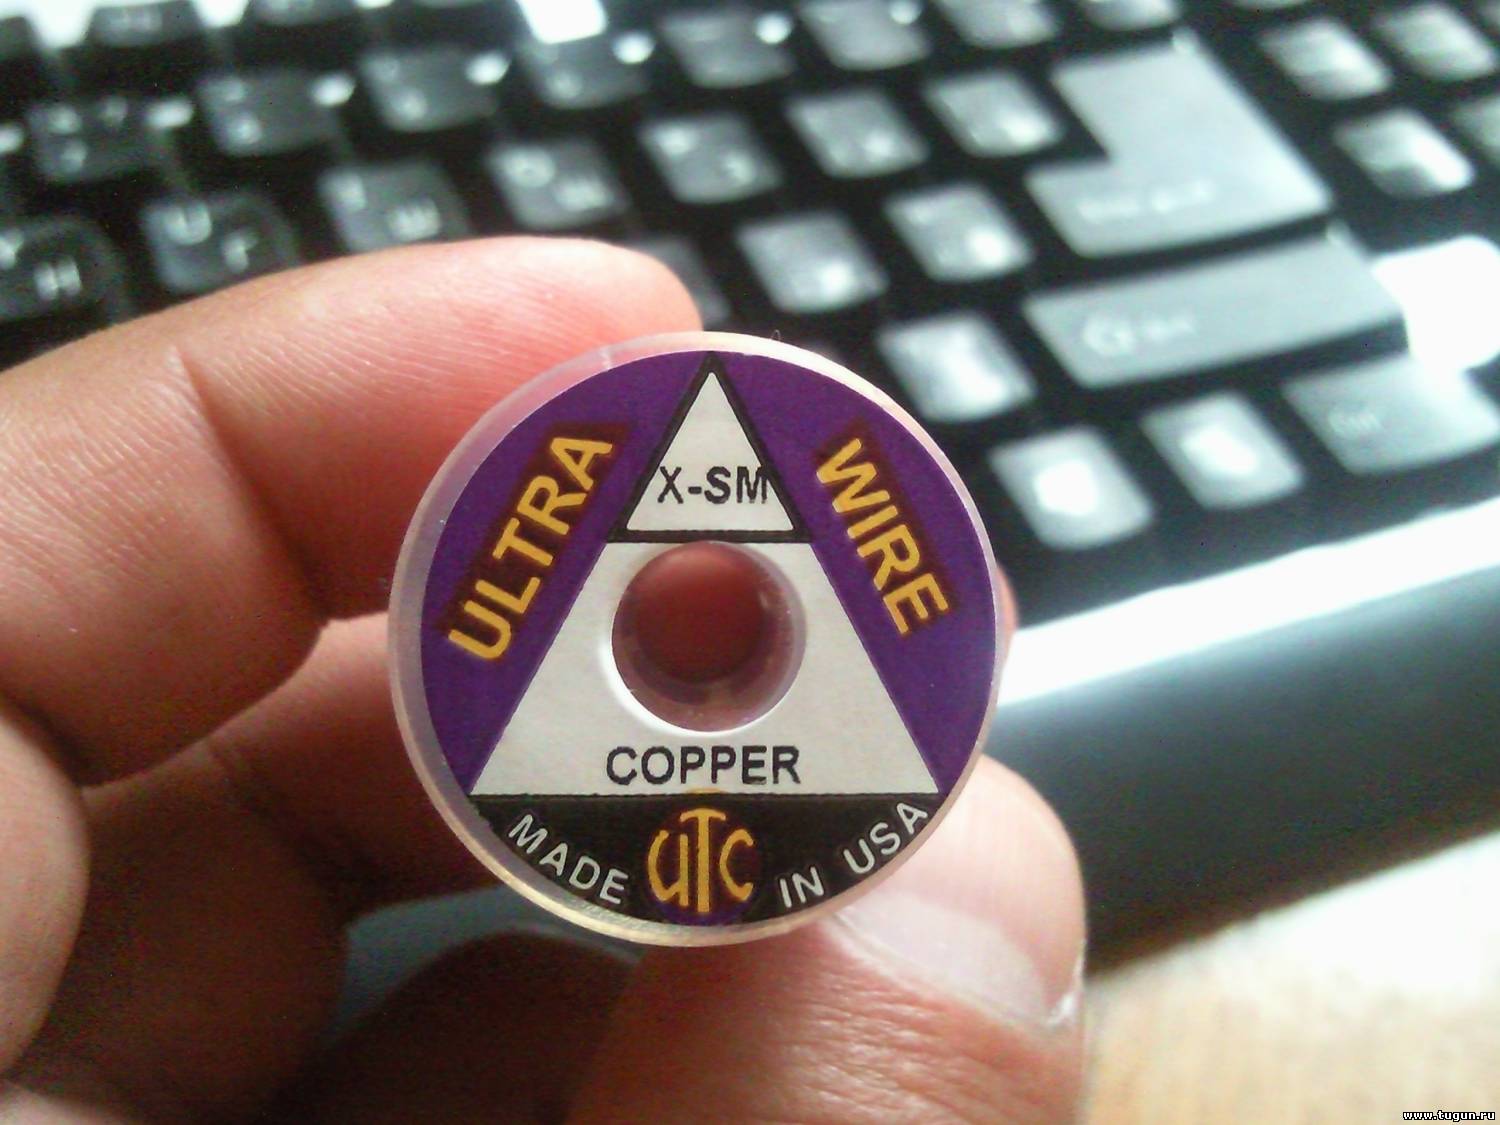 ULTRA
WIRE
X-SM
COPPER
MADE
UTC
IN USA
www.tugun.ru